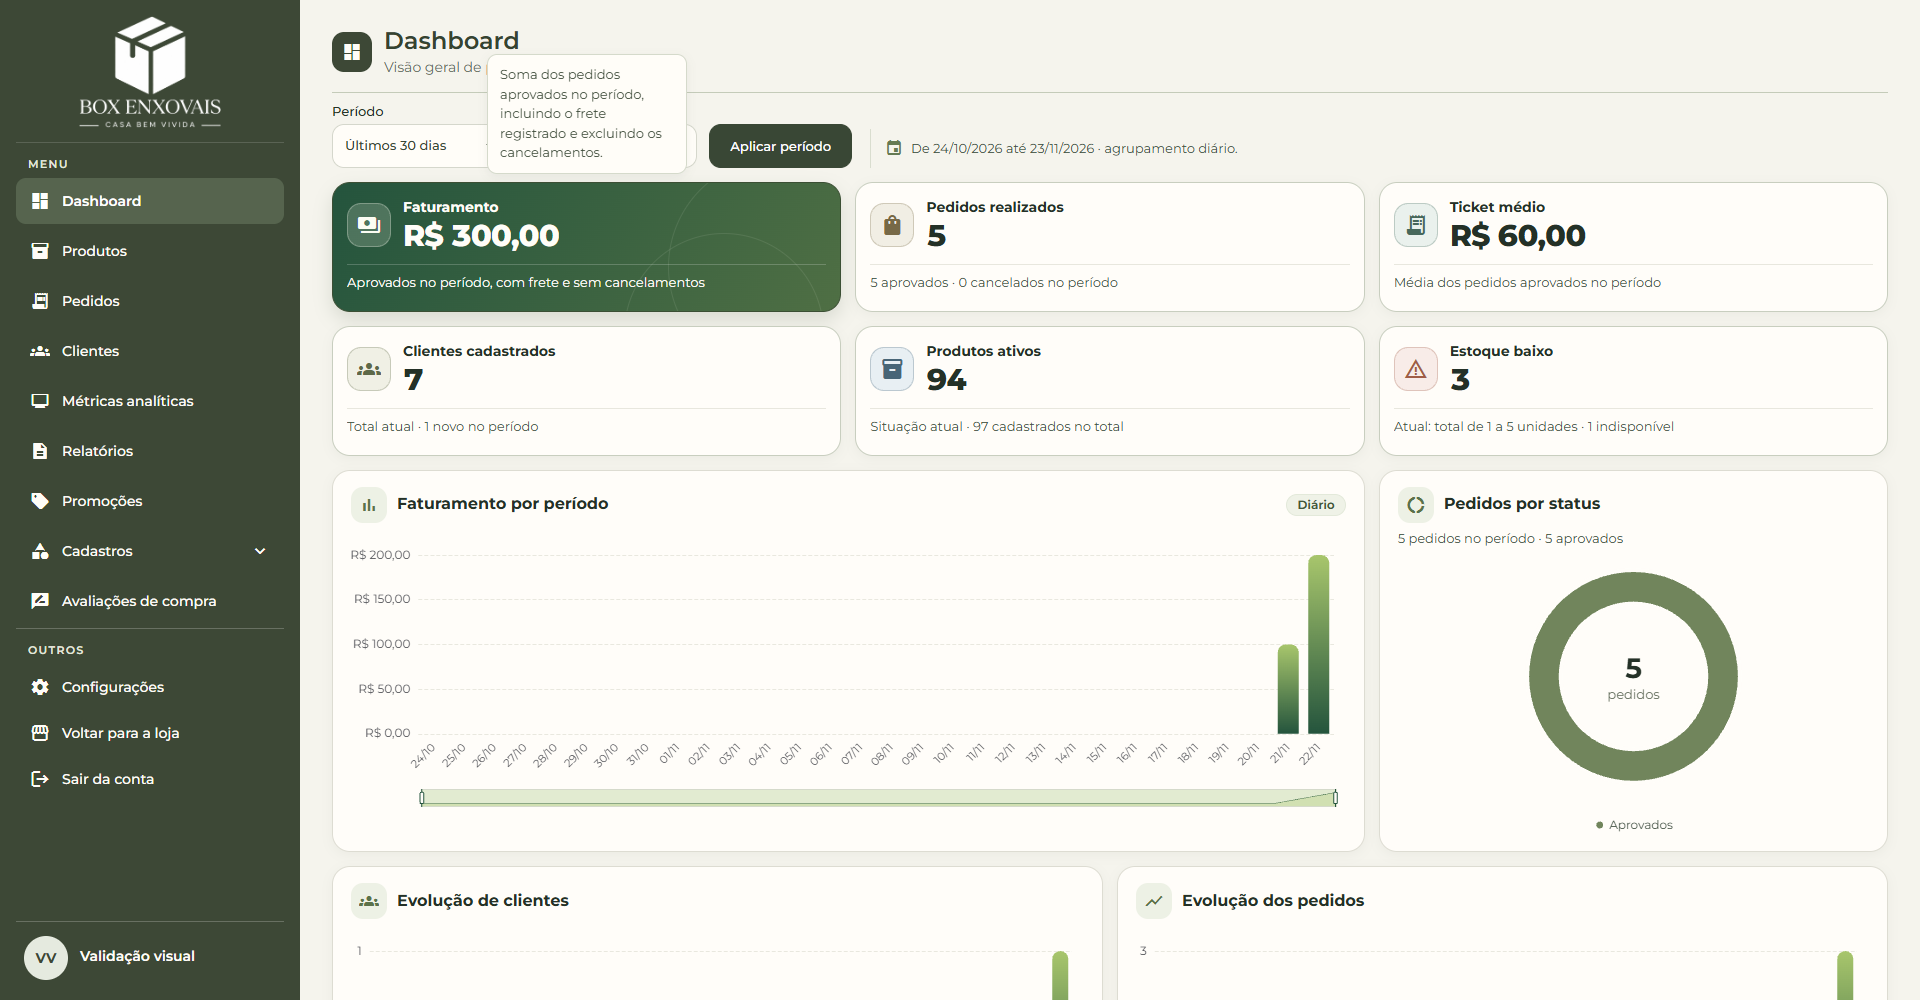 BOX ENXOVAIS
CASA BEM VIVIDA
MENU
Dashboard
Produtos
Pedidos
Clientes
Métricas analíticas
Relatórios
Promoções
Cadastros
Avaliações de compra
OUTROS
Configurações
Voltar para a loja
Sair da conta
VV
Validação visual
Dashboard
Visão geral de
Soma dos pedidos
aprovados no período,
incluindo o frete
registrado e excluindo os
cancelamentos.
Período
Últimos 30 dias
Aplicar período
De 24/10/2026 até 23/11/2026 · agrupamento diário.
Faturamento
R$ 300,00
Aprovados no período, com frete e sem cancelamentos
Pedidos realizados
5
5 aprovados · 0 cancelados no período
Ticket médio
R$ 60,00
Média dos pedidos aprovados no período
Clientes cadastrados
7
Total atual · 1 novo no período
Produtos ativos
94
Situação atual · 97 cadastrados no total
Estoque baixo
3
Atual: total de 1 a 5 unidades · 1 indisponível
Faturamento por período
Diário
R$ 200,00
R$ 150,00
R$ 100,00
R$ 50,00
R$ 0,00
24/10 25/10 26/10 27/10 28/10 29/10 30/10 31/10 01/11 02/11 03/11 04/11 05/11 06/11 07/11 08/11 09/11 10/11 11/11 12/11 13/11 14/11 15/11 16/11 17/11 18/11 19/11 20/11 21/11 22/11
Pedidos por status
5 pedidos no período · 5 aprovados
5
pedidos
Aprovados
Evolução de clientes
1
Evolução dos pedidos
3